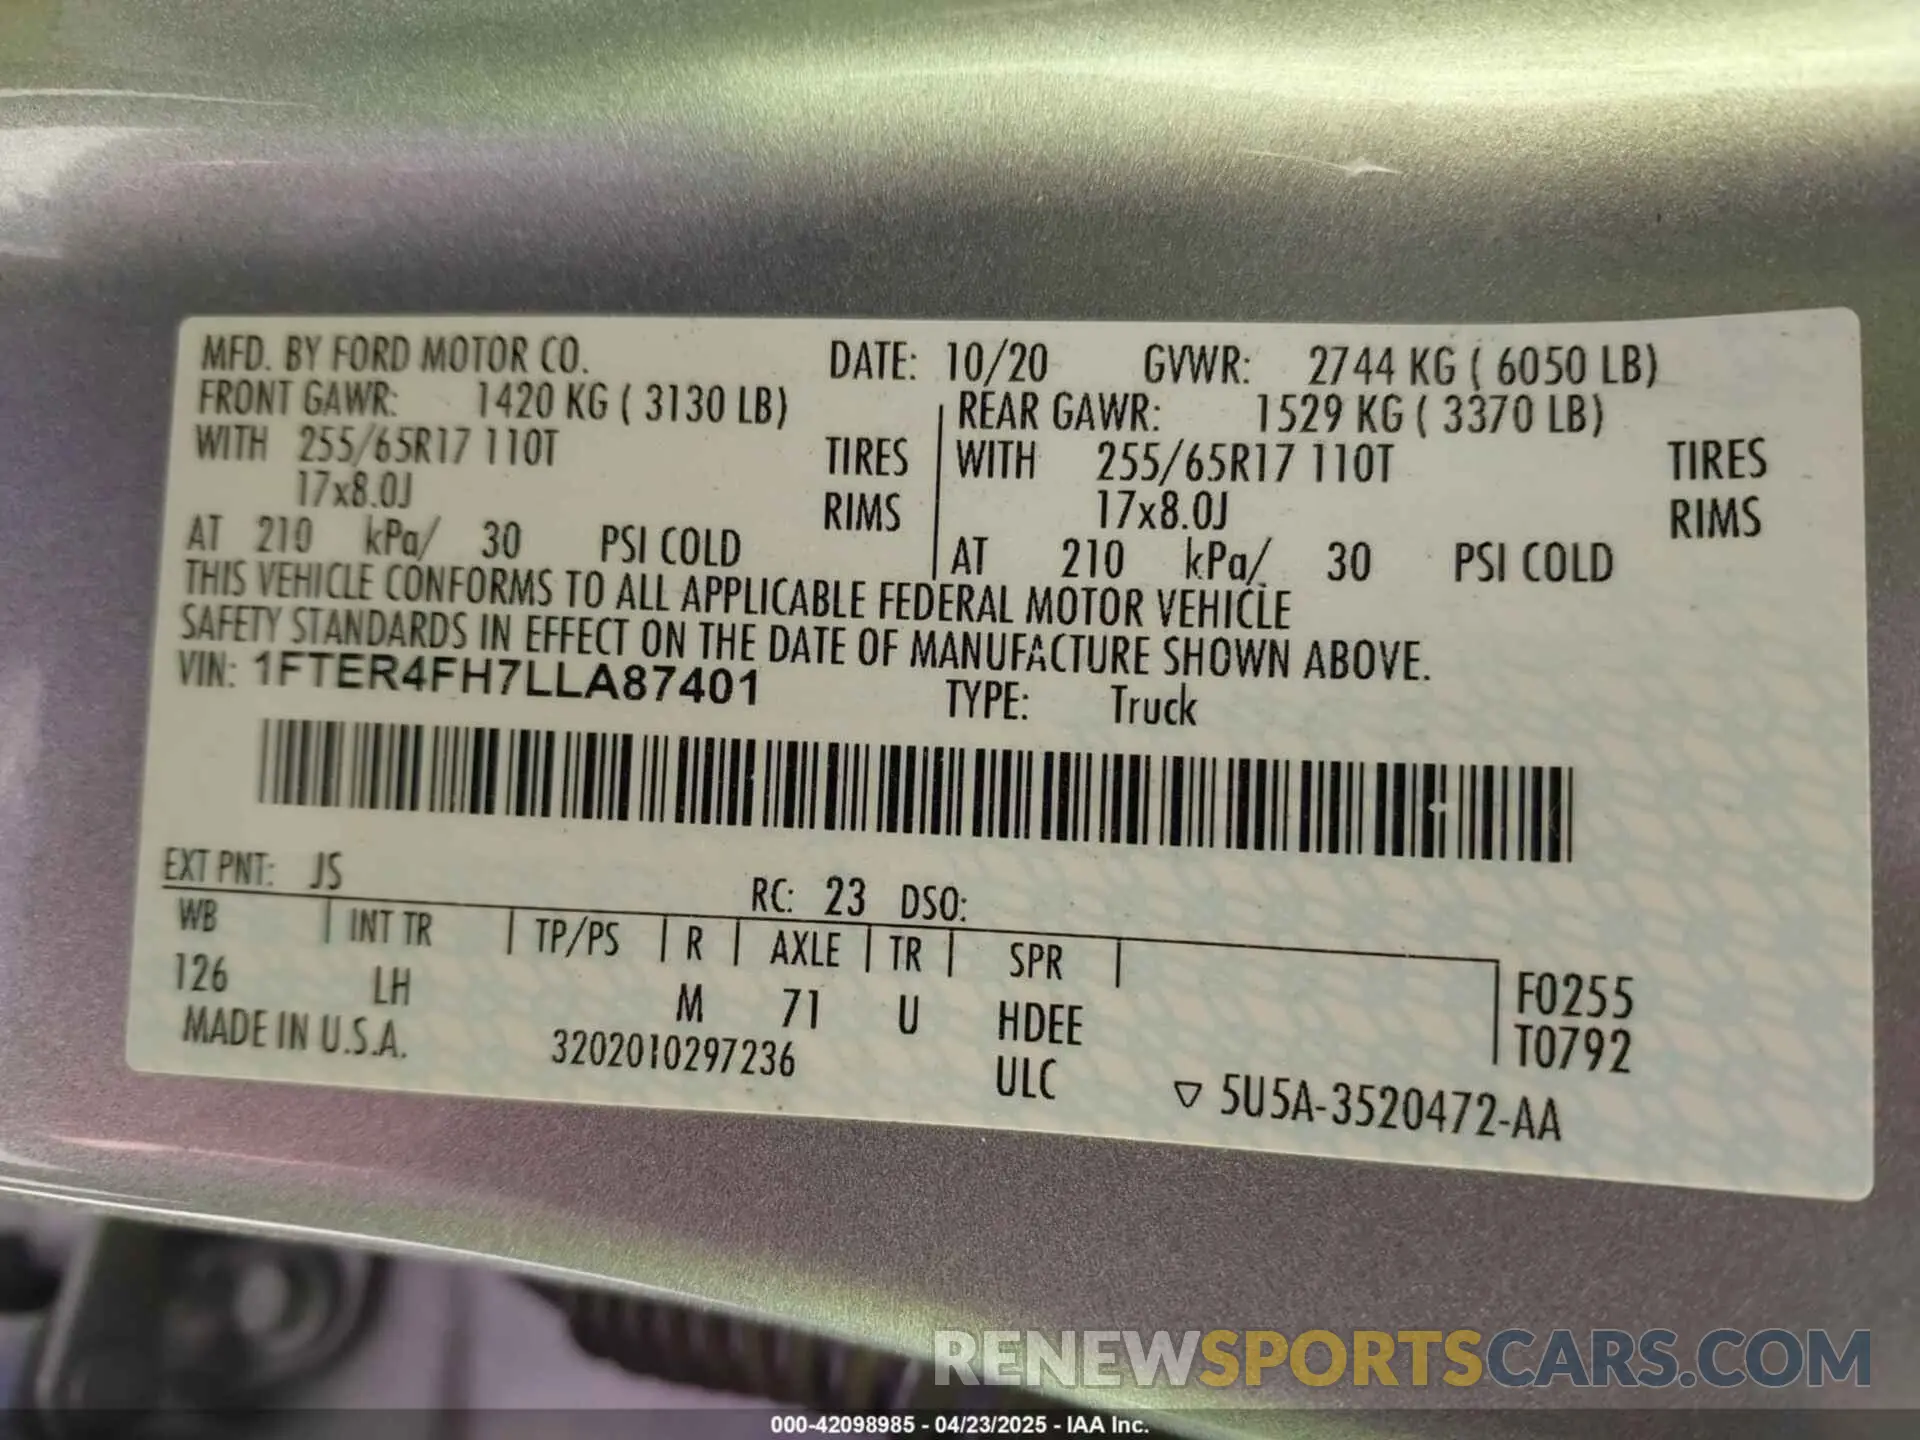 MFD. BY FORD MOTOR CO. DATE: 10/20 GVWR: 2744 KG ( 6050 LB)
FRONT GAWR: 1420 KG ( 3130 LB) REAR GAWR: 1529 KG ( 3370 LB)
WITH 255/65R17 110T TIRES WITH 255/65R17 110T TIRES
17x8.0J RIMS 17x8.0J RIMS
AT 210 kPa/ 30 PSI COLD AT 210 kPa/ 30 PSI COLD
THIS VEHICLE CONFORMS TO ALL APPLICABLE FEDERAL MOTOR VEHICLE
SAFETY STANDARDS IN EFFECT ON THE DATE OF MANUFACTURE SHOWN ABOVE.
VIN: 1FTER4FH7LLA87401 TYPE: Truck
EXT PNT: JS RC: 23 DSO:
WB INT TR TP/PS R AXLE TR SPR
126 LH M 71 U HDEE F0255
MADE IN U.S.A. 3202010297236 ULC T0792
▽ 5U5A-3520472-AA
RENEWSPORTSCARS.COM
000-42098985 - 04/23/2025 - IAA Inc.